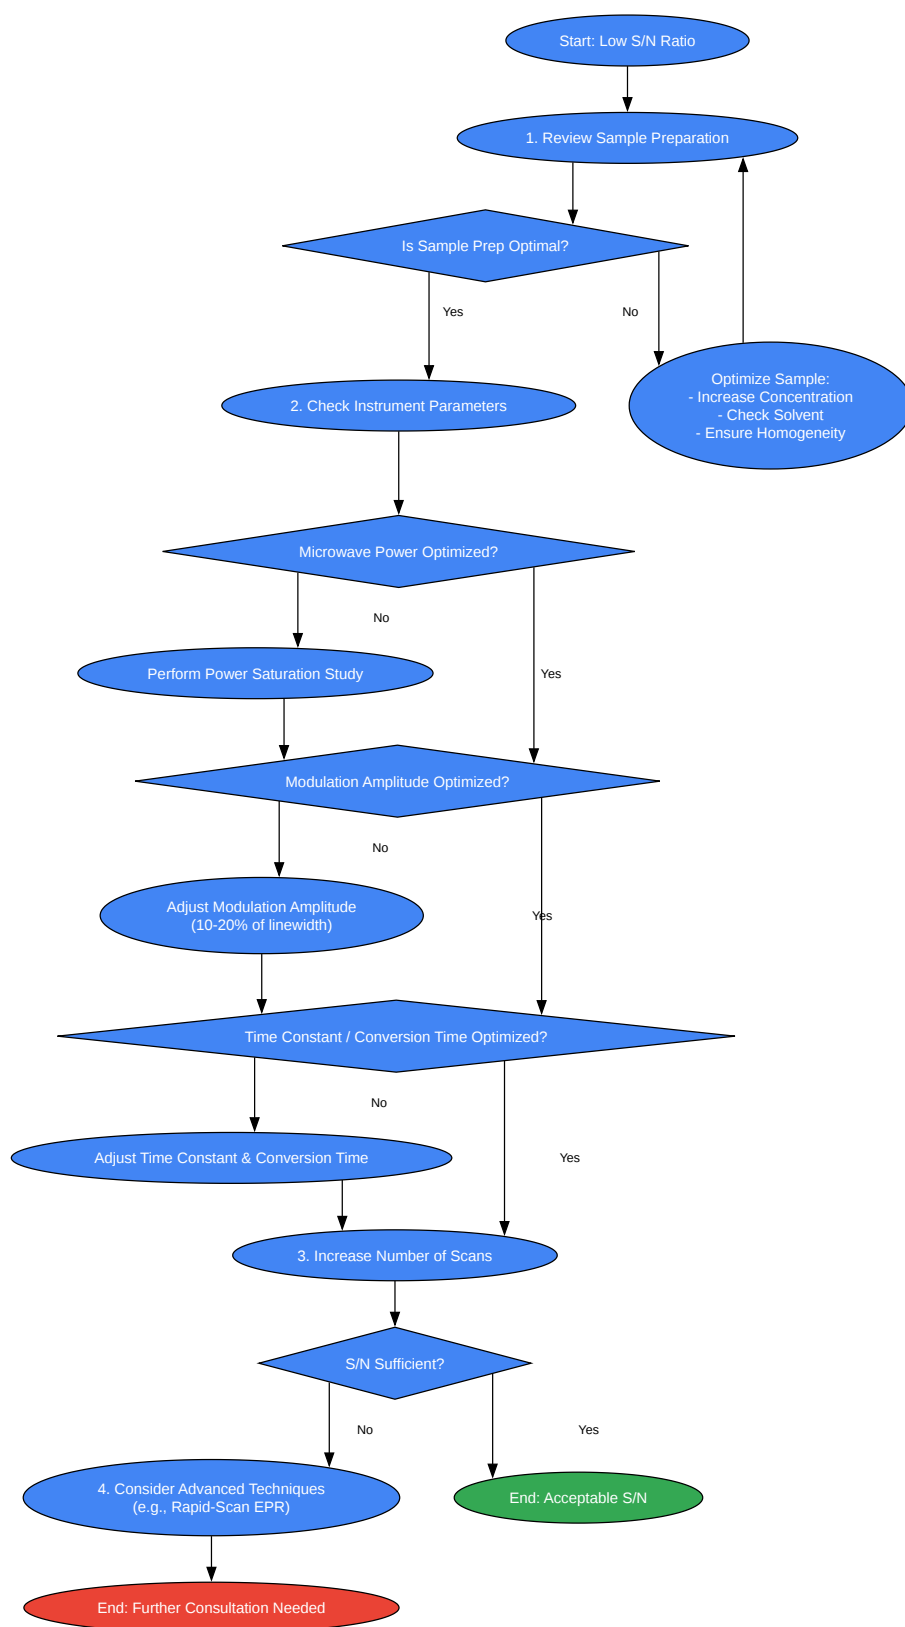 Start: Low S/N Ratio
1. Review Sample Preparation
Is Sample Prep Optimal?
Yes
No
Optimize Sample:
- Increase Concentration
- Check Solvent
- Ensure Homogeneity
2. Check Instrument Parameters
Microwave Power Optimized?
No
Yes
Perform Power Saturation Study
Modulation Amplitude Optimized?
No
Yes
Adjust Modulation Amplitude
(10-20% of linewidth)
Time Constant / Conversion Time Optimized?
No
Yes
Adjust Time Constant & Conversion Time
3. Increase Number of Scans
S/N Sufficient?
No
Yes
4. Consider Advanced Techniques
(e.g., Rapid-Scan EPR)
End: Acceptable S/N
End: Further Consultation Needed